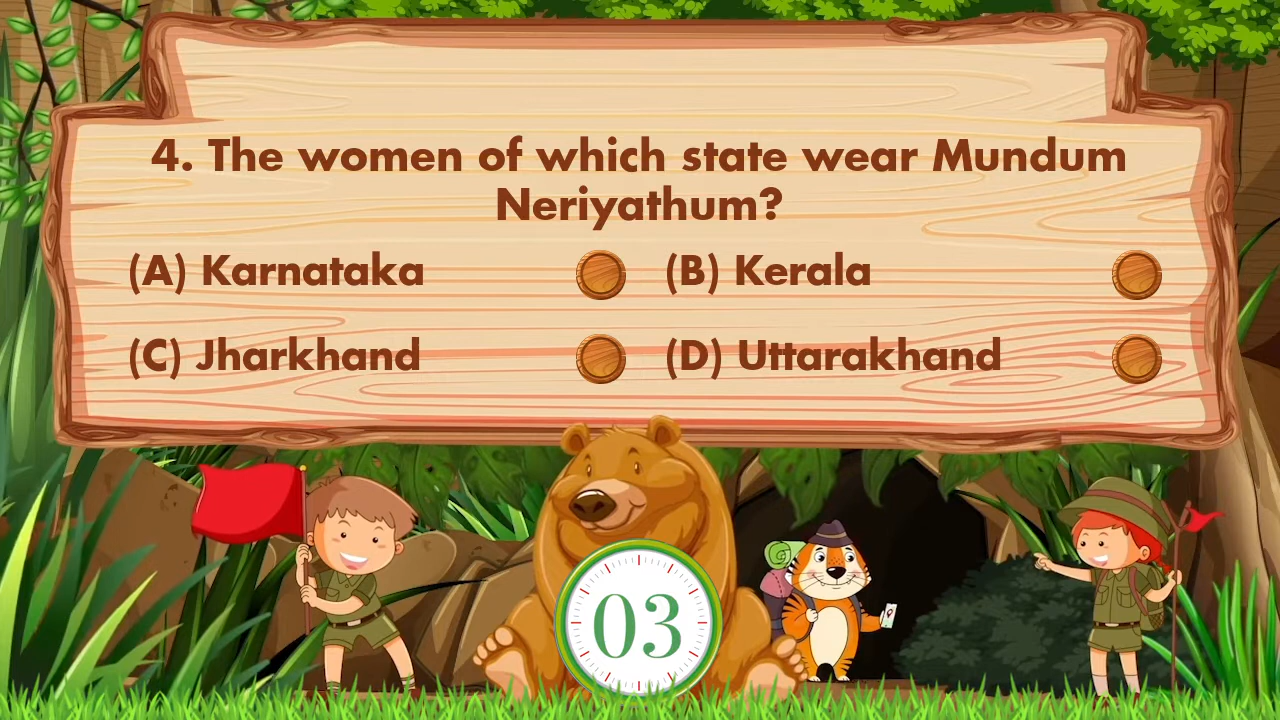 4. The women of which state wear Mundum
Neriyathum?
(A) Karnataka
(B) Kerala
(C) Jharkhand
(D) Uttarakhand
03